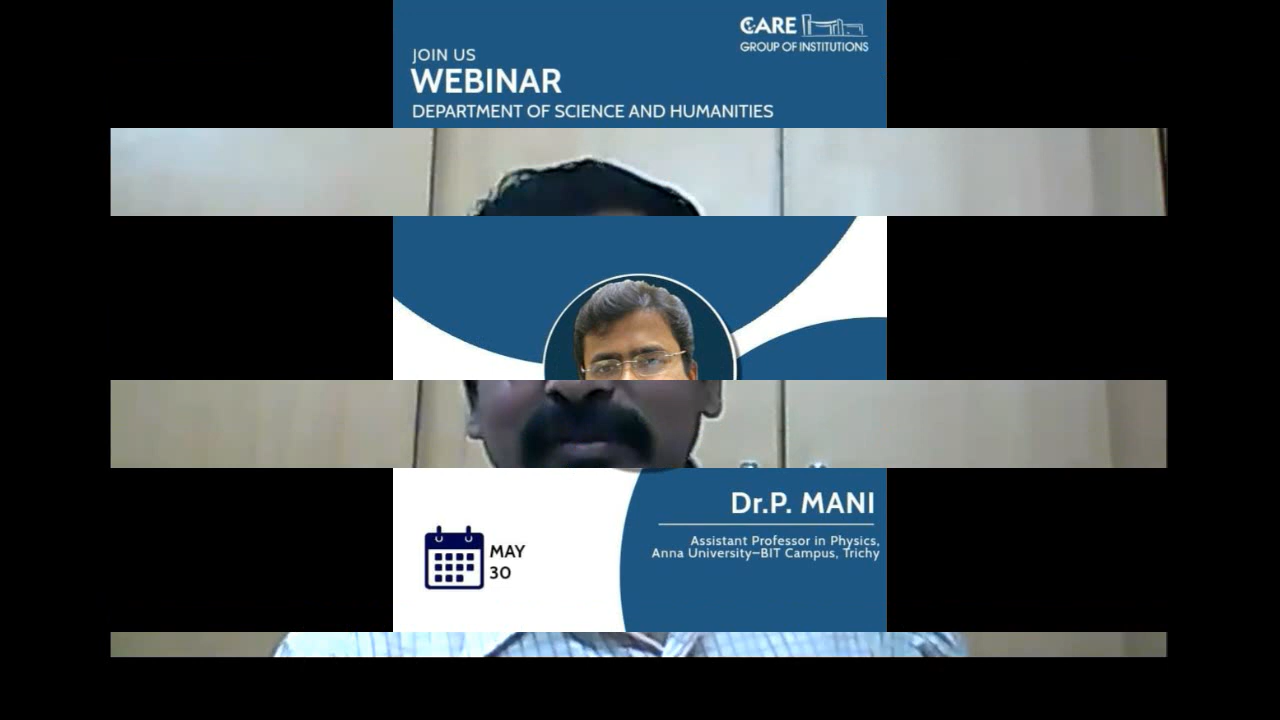 CARE
GROUP OF INSTITUTIONS
JOIN US
WEBINAR
DEPARTMENT OF SCIENCE AND HUMANITIES
Dr.P. MANI
Assistant Professor in Physics,
Anna University–BIT Campus, Trichy
MAY
30